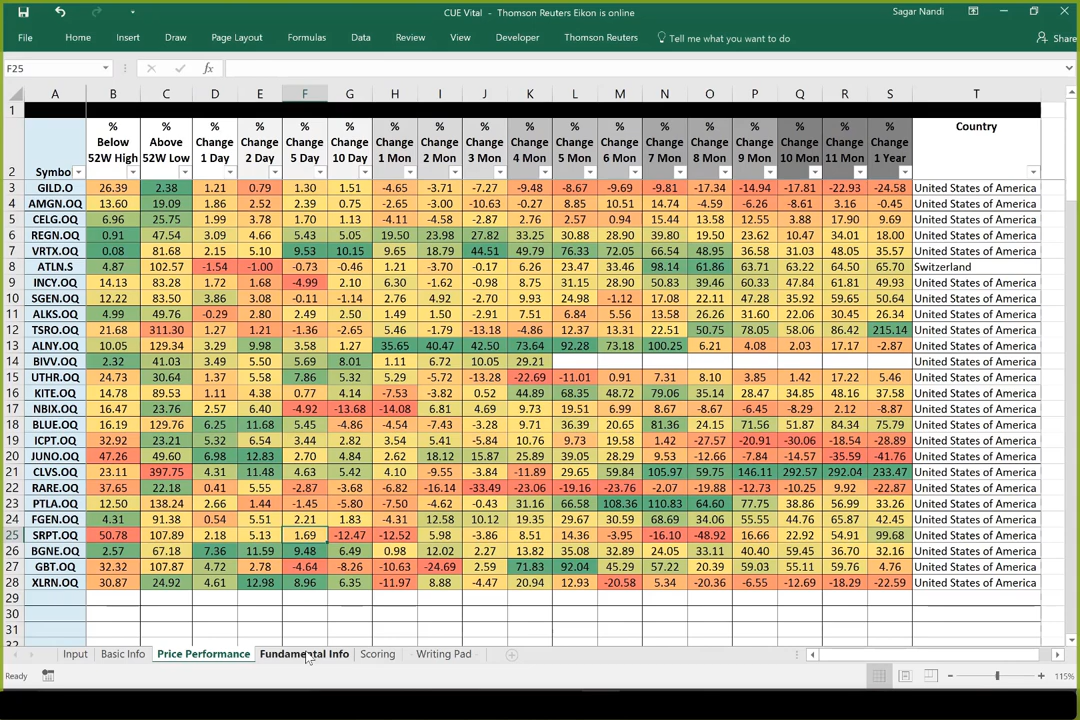 CUE Vital - Thomson Reuters Eikon is online
Sagar Nandi
File Home Insert Draw Page Layout Formulas Data Review View Developer Thomson Reuters Tell me what you want to do Share
F25 fx
A B C D E F G H I J K L M N O P Q R S T
1
2 Symbo % Below 52W High % Above 52W Low % Change 1 Day % Change 2 Day % Change 5 Day % Change 10 Day % Change 1 Mon % Change 2 Mon % Change 3 Mon % Change 4 Mon % Change 5 Mon % Change 6 Mon % Change 7 Mon % Change 8 Mon % Change 9 Mon % Change 10 Mon % Change 11 Mon % Change 1 Year Country
3 GILD.O 26.39 2.38 1.21 0.79 1.30 1.51 -4.65 -3.71 -7.27 -9.48 -8.67 -9.69 -9.81 -17.34 -14.94 -17.81 -22.93 -24.58 United States of America
4 AMGN.OQ 13.60 19.09 1.86 2.52 2.39 0.75 -2.65 -3.00 -10.63 -0.27 8.85 10.51 14.74 -4.59 -6.26 -8.61 3.16 -0.45 United States of America
5 CELG.OQ 6.96 25.75 1.99 3.78 1.70 1.13 -4.11 -4.58 -2.87 2.76 2.57 0.94 15.44 13.58 12.55 3.88 17.90 9.69 United States of America
6 REGN.OQ 0.91 47.54 3.09 4.66 5.43 5.05 19.50 23.98 27.82 33.25 30.88 28.90 39.80 19.50 23.62 10.47 34.01 18.00 United States of America
7 VRTX.OQ 0.08 81.68 2.15 5.10 9.53 10.15 9.65 18.79 44.51 49.79 76.33 72.05 66.54 48.95 36.58 31.03 48.05 35.57 United States of America
8 ATLN.S 4.87 102.57 -1.54 -1.00 -0.73 -0.46 1.21 -3.70 -0.17 6.26 23.47 33.46 98.14 61.86 63.71 63.22 64.50 65.70 Switzerland
9 INCY.OQ 14.13 83.28 1.72 1.68 -4.99 2.10 6.30 -1.62 -0.98 8.75 31.15 28.90 50.83 39.46 60.33 47.84 61.81 49.93 United States of America
10 SGEN.OQ 12.22 83.50 3.86 3.08 -0.11 -1.14 2.76 4.92 -2.70 9.93 24.98 -1.12 17.08 22.11 47.28 35.92 59.65 50.64 United States of America
11 ALKS.OQ 4.99 49.76 -0.29 2.80 2.49 2.50 1.49 1.50 -2.91 7.51 6.84 5.56 13.58 26.26 31.60 22.06 30.45 26.34 United States of America
12 TSRO.OQ 21.68 311.30 1.27 1.21 -1.36 -2.65 5.46 -1.79 -13.18 -4.86 12.37 13.31 22.51 50.75 78.05 58.06 86.42 215.14 United States of America
13 ALNY.OQ 10.05 129.34 3.29 9.98 3.58 1.27 35.65 40.47 42.50 73.64 92.28 73.18 100.25 6.21 4.08 2.03 17.17 -2.87 United States of America
14 BIVV.OQ 2.32 41.03 3.49 5.50 5.69 8.01 1.11 6.72 10.05 29.21 United States of America
15 UTHR.OQ 24.73 30.64 1.37 5.58 7.86 5.32 5.29 -5.72 -13.28 -22.69 -11.01 0.91 7.31 8.10 3.85 1.42 17.22 5.46 United States of America
16 KITE.OQ 14.78 89.53 1.11 4.38 0.77 4.14 -7.53 -3.82 0.52 44.89 68.35 48.72 79.06 35.14 28.47 34.85 48.16 37.58 United States of America
17 NBIX.OQ 16.47 23.76 2.57 6.40 -4.92 -13.68 -14.08 6.81 4.69 9.73 19.51 6.99 8.67 -8.67 -6.45 -8.29 2.12 -8.87 United States of America
18 BLUE.OQ 16.19 129.76 6.25 11.68 5.45 -4.86 -4.54 -7.43 -3.28 9.71 36.39 20.65 81.36 24.15 71.56 51.87 84.34 75.79 United States of America
19 ICPT.OQ 32.92 23.21 5.32 6.54 3.44 2.82 3.54 5.41 -5.84 10.76 9.73 19.58 1.42 -27.57 -20.91 -30.06 -18.54 -28.89 United States of America
20 JUNO.OQ 47.26 49.60 6.98 12.83 2.70 4.84 2.62 18.12 15.87 25.89 39.05 28.29 9.53 -12.66 -7.84 -14.57 -35.59 -41.76 United States of America
21 CLVS.OQ 23.11 397.75 4.31 11.48 4.63 5.42 4.10 -9.55 -3.84 -11.89 29.65 59.84 105.97 59.75 146.11 292.57 292.04 233.47 United States of America
22 RARE.OQ 37.65 22.18 0.41 5.55 -2.87 -3.68 -6.82 -16.14 -33.49 -23.06 -19.16 -23.76 -2.07 -19.88 -12.73 -10.25 9.92 -22.87 United States of America
23 PTLA.OQ 12.50 138.24 2.66 1.44 -1.45 -5.80 -7.50 -4.62 -0.43 31.16 66.58 108.36 110.83 64.60 77.75 38.86 56.99 33.26 United States of America
24 FGEN.OQ 4.31 91.38 0.54 5.51 2.21 1.83 -4.31 12.58 10.12 19.35 29.67 30.59 68.69 34.06 55.55 44.76 65.87 42.45 United States of America
25 SRPT.OQ 50.78 107.89 2.18 5.13 1.69 -12.47 -12.52 5.98 -3.86 8.51 14.36 -3.95 -16.10 -48.92 16.66 22.92 54.91 99.68 United States of America
26 BGNE.OQ 2.57 67.18 7.36 11.59 9.48 6.49 0.98 12.02 2.27 13.82 35.08 32.89 24.05 33.11 40.40 59.45 36.70 32.16 United States of America
27 GBT.OQ 32.32 107.87 4.72 2.78 -4.64 -8.26 -10.63 -24.69 2.11 71.83 92.04 45.29 57.22 20.39 59.03 55.11 59.76 4.76 United States of America
28 XLRN.OQ 30.87 24.92 4.61 12.98 8.96 6.35 -11.97 8.88 -4.47 20.94 12.93 -20.58 5.34 -20.36 -6.55 -12.69 -18.29 -22.59 United States of America
29
30
31
32
Input Basic Info Price Performance Fundamental Info Scoring Writing Pad
Ready 115%